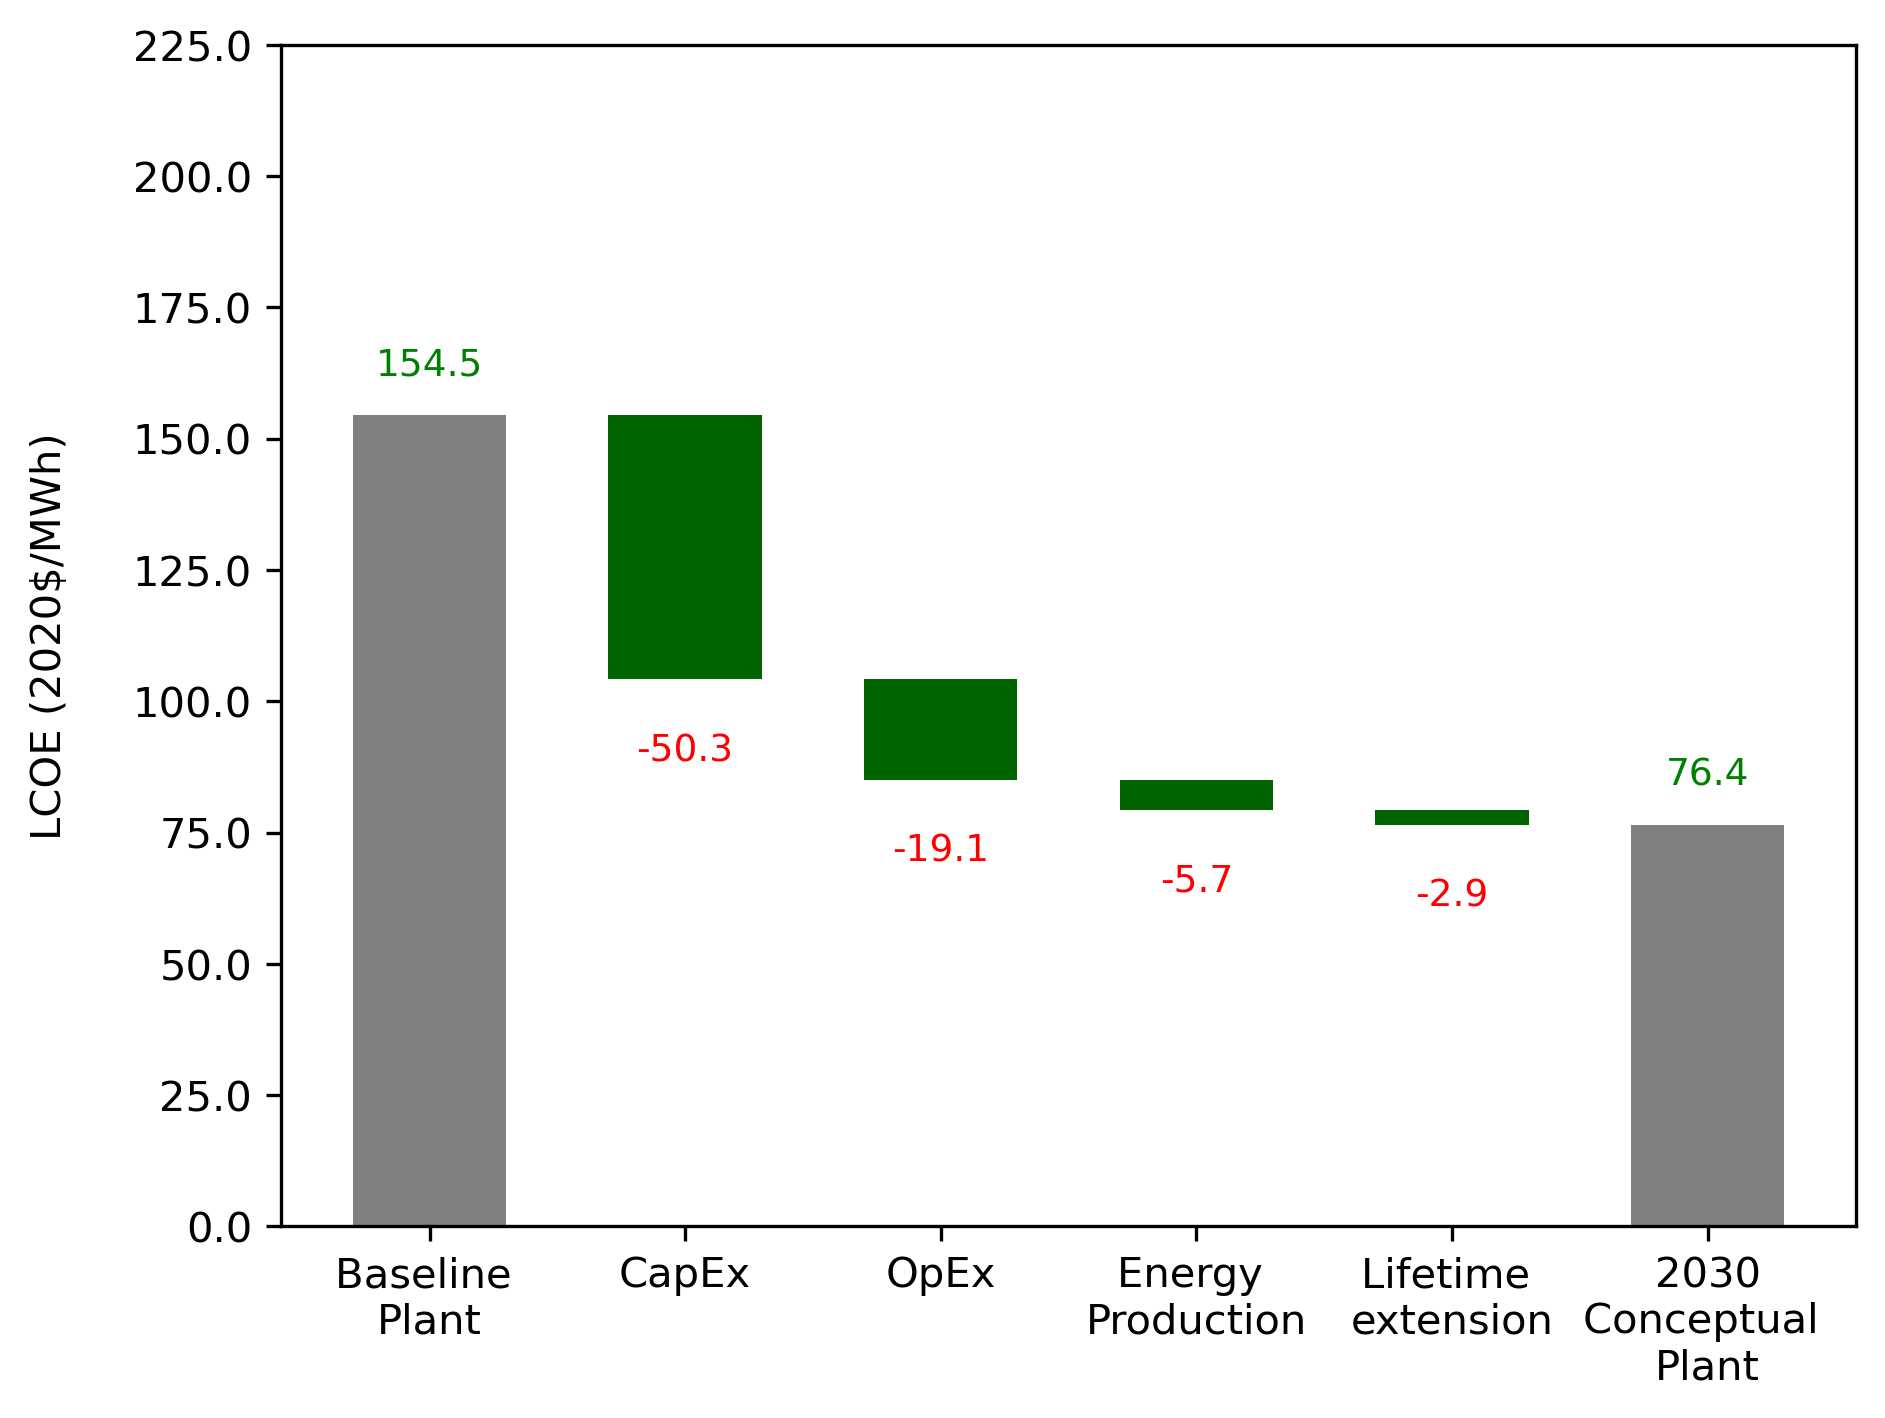 225.0
200.0
175.0
150.0
125.0
100.0
75.0
50.0
25.0
0.0
LCOE (2020$/MWh)
154.5
-50.3
-19.1
-5.7
-2.9
76.4
Baseline
Plant
CapEx
OpEx
Energy
Production
Lifetime
extension
2030
Conceptual
Plant